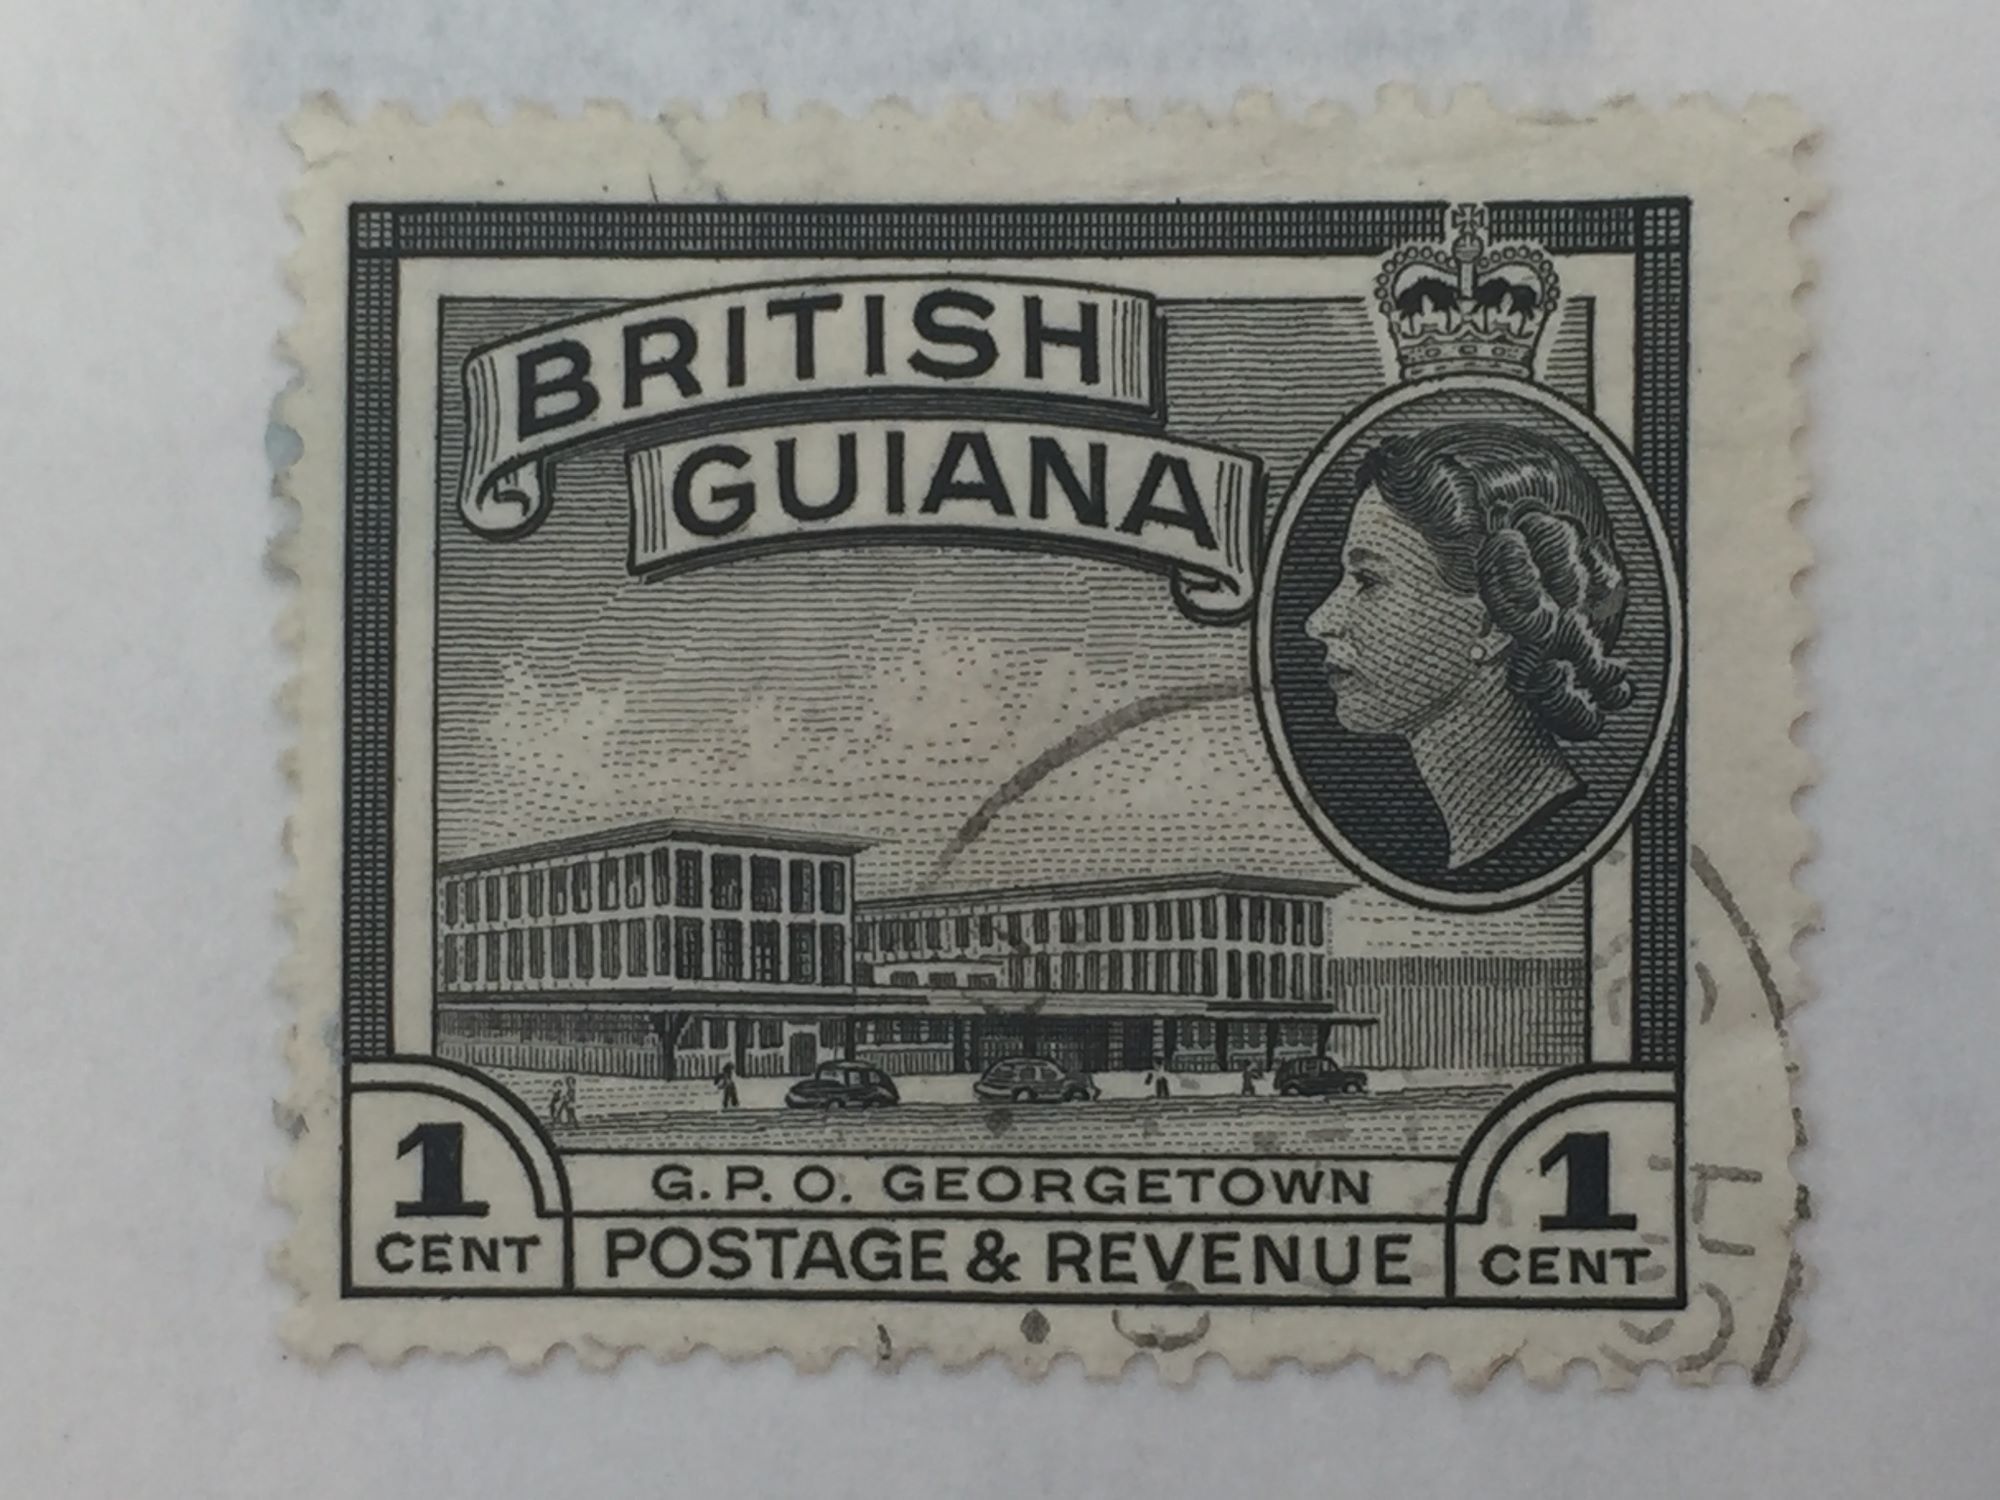 BRITISH
GUIANA
G.P.O. GEORGETOWN
1
CENT
POSTAGE & REVENUE
1
CENT